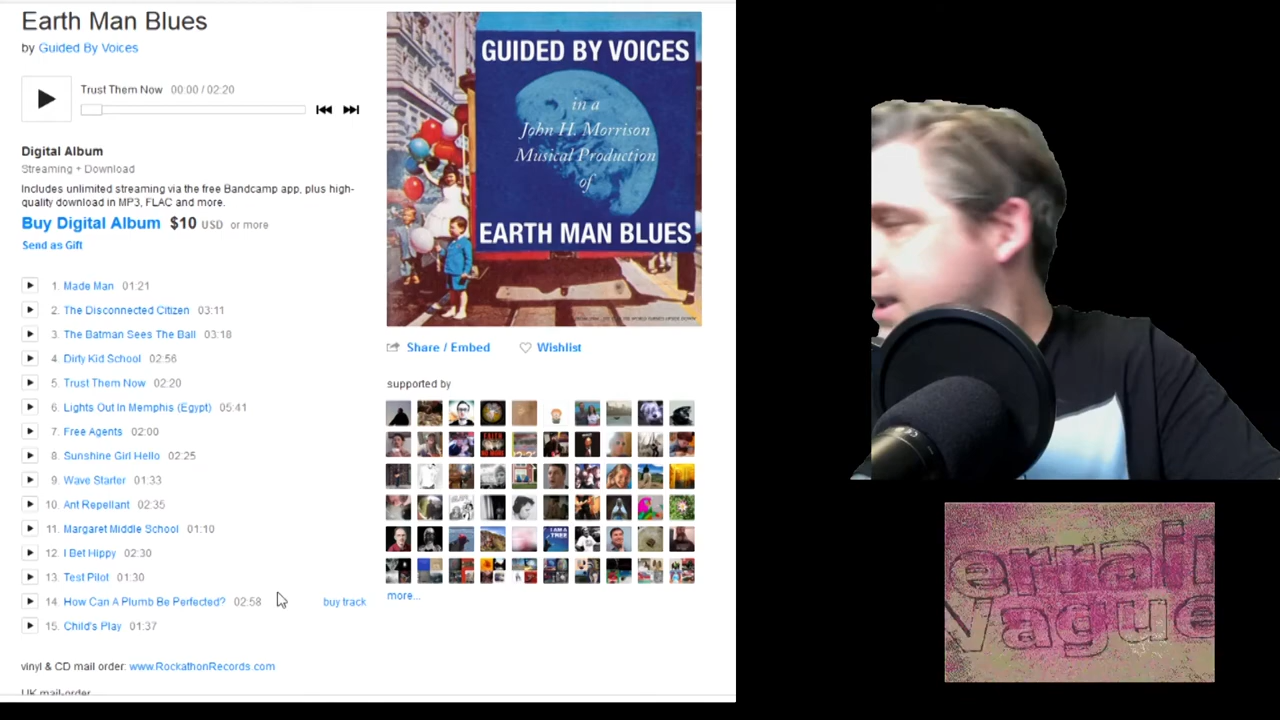 Earth Man Blues
by Guided By Voices
Trust Them Now 00:00 / 02:20
Digital Album
Streaming + Download
Includes unlimited streaming via the free Bandcamp app, plus high-
quality download in MP3, FLAC and more.
Buy Digital Album $10 USD or more
Send as Gift
1. Made Man 01:21
2. The Disconnected Citizen 03:11
3. The Batman Sees The Ball 03:18
4. Dirty Kid School 02:56
5. Trust Them Now 02:20
6. Lights Out In Memphis (Egypt) 05:41
7. Free Agents 02:00
8. Sunshine Girl Hello 02:25
9. Wave Starter 01:33
10. Ant Repellant 02:35
11. Margaret Middle School 01:10
12. I Bet Hippy 02:30
13. Test Pilot 01:30
14. How Can A Plumb Be Perfected? 02:58 buy track
15. Child's Play 01:37
vinyl & CD mail order: www.RockathonRecords.com
UK mail-order
GUIDED BY VOICES
in a
John H. Morrison
Musical Production
of
EARTH MAN BLUES
Share / Embed
Wishlist
supported by
I AM A
TREE
more...
errain
Vague